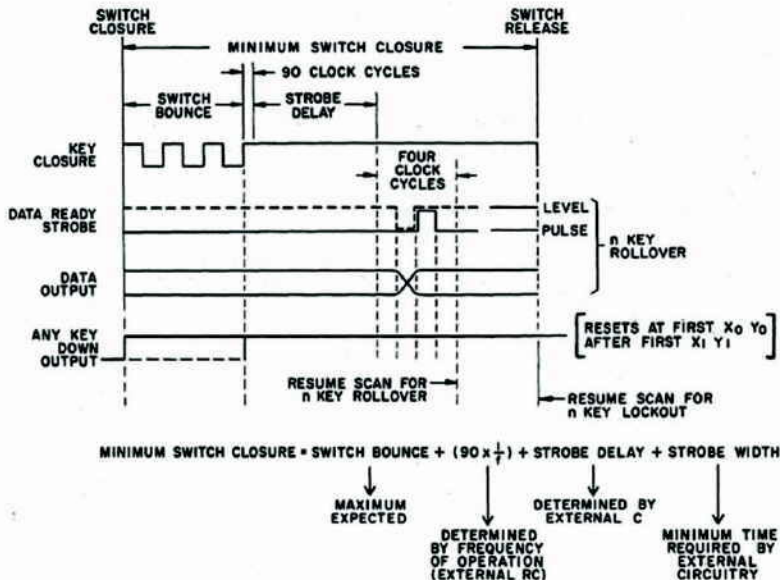 SWITCH CLOSURE
SWITCH RELEASE
MINIMUM SWITCH CLOSURE
90 CLOCK CYCLES
SWITCH BOUNCE
STROBE DELAY
KEY CLOSURE
FOUR CLOCK CYCLES
DATA READY STROBE
LEVEL
PULSE
n KEY ROLLOVER
DATA OUTPUT
ANY KEY DOWN OUTPUT
[RESETS AT FIRST X₀ Y₀
AFTER FIRST X₁ Y₁]
RESUME SCAN FOR
n KEY ROLLOVER
RESUME SCAN FOR
n KEY LOCKOUT
MINIMUM SWITCH CLOSURE = SWITCH BOUNCE + (90 x 1/f) + STROBE DELAY + STROBE WIDTH
MAXIMUM EXPECTED
DETERMINED BY FREQUENCY OF OPERATION (EXTERNAL RC)
DETERMINED BY EXTERNAL C
MINIMUM TIME REQUIRED BY EXTERNAL CIRCUITRY